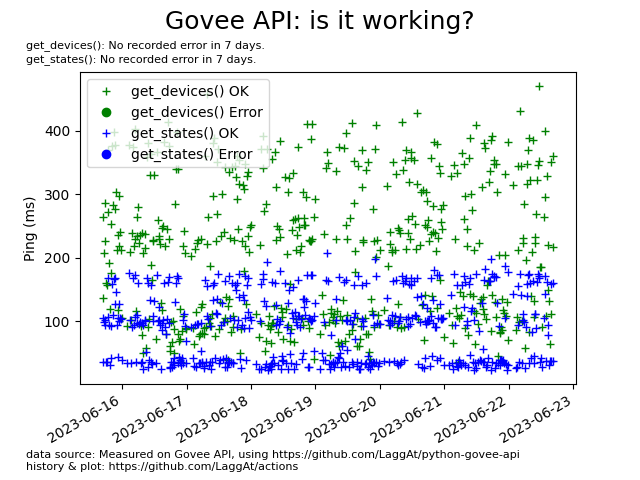 Govee API: is it working?
get_devices(): No recorded error in 7 days.
get_states(): No recorded error in 7 days.
get_devices() OK
get_devices() Error
get_states() OK
get_states() Error
Ping (ms)
400
300
200
100
2023-06-16
2023-06-17
2023-06-18
2023-06-19
2023-06-20
2023-06-21
2023-06-22
2023-06-23
data source: Measured on Govee API, using https://github.com/LaggAt/python-govee-api
history & plot: https://github.com/LaggAt/actions